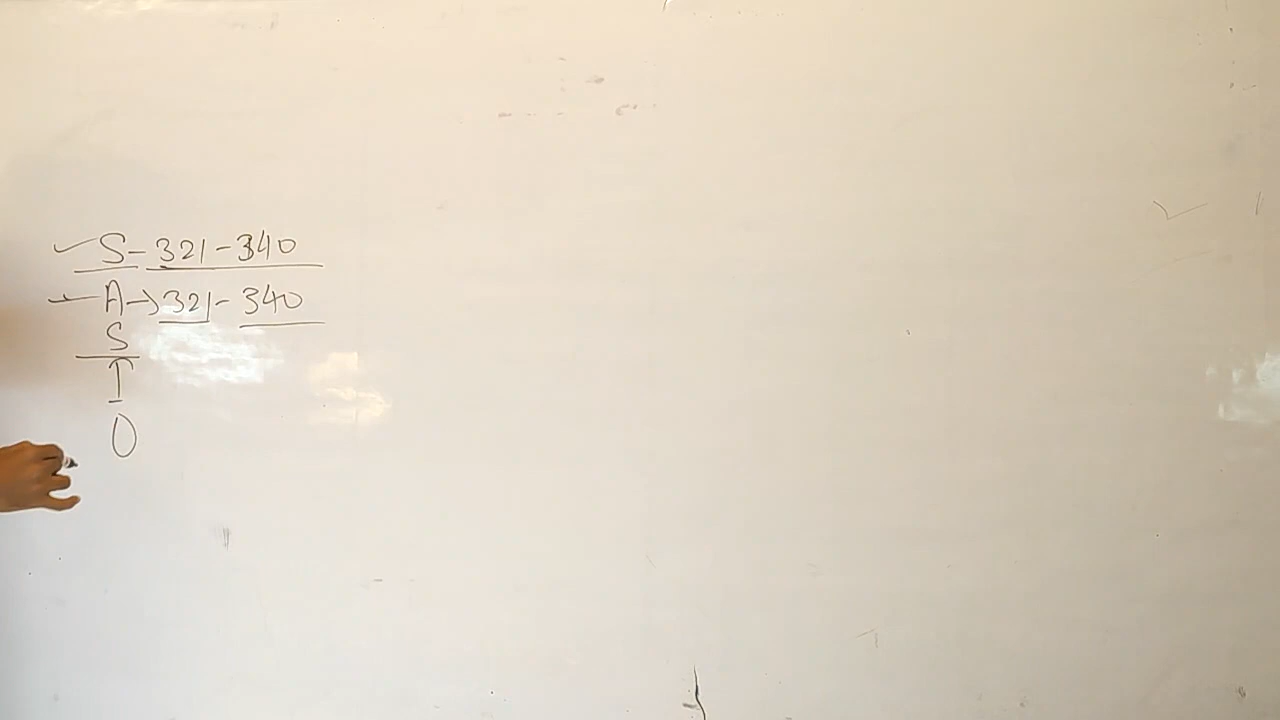 ✓ S - 321 - 340
✓ A → 321 - 340
S
I
O